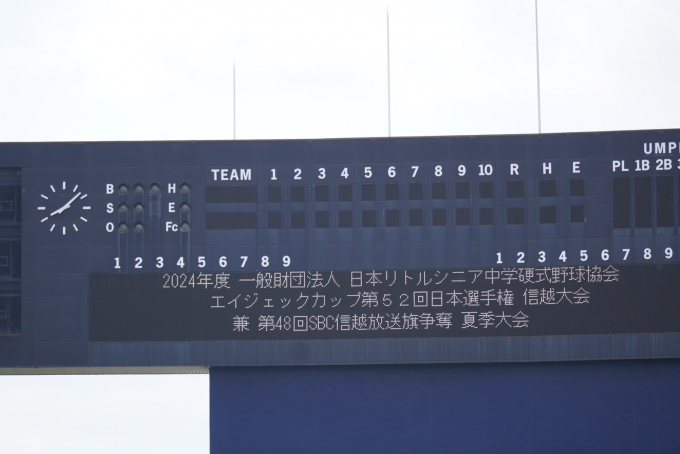 UMPI
TEAM 1 2 3 4 5 6 7 8 9 10 R H E PL 1B 2B 3
B H
S E
O Fc
1 2 3 4 5 6 7 8 9 1 2 3 4 5 6 7 8 9
2024年度 一般財団法人 日本リトルシニア中学硬式野球協会
エイジェックカップ第52回日本選手権 信越大会
兼 第48回SBC信越放送旗争奪 夏季大会